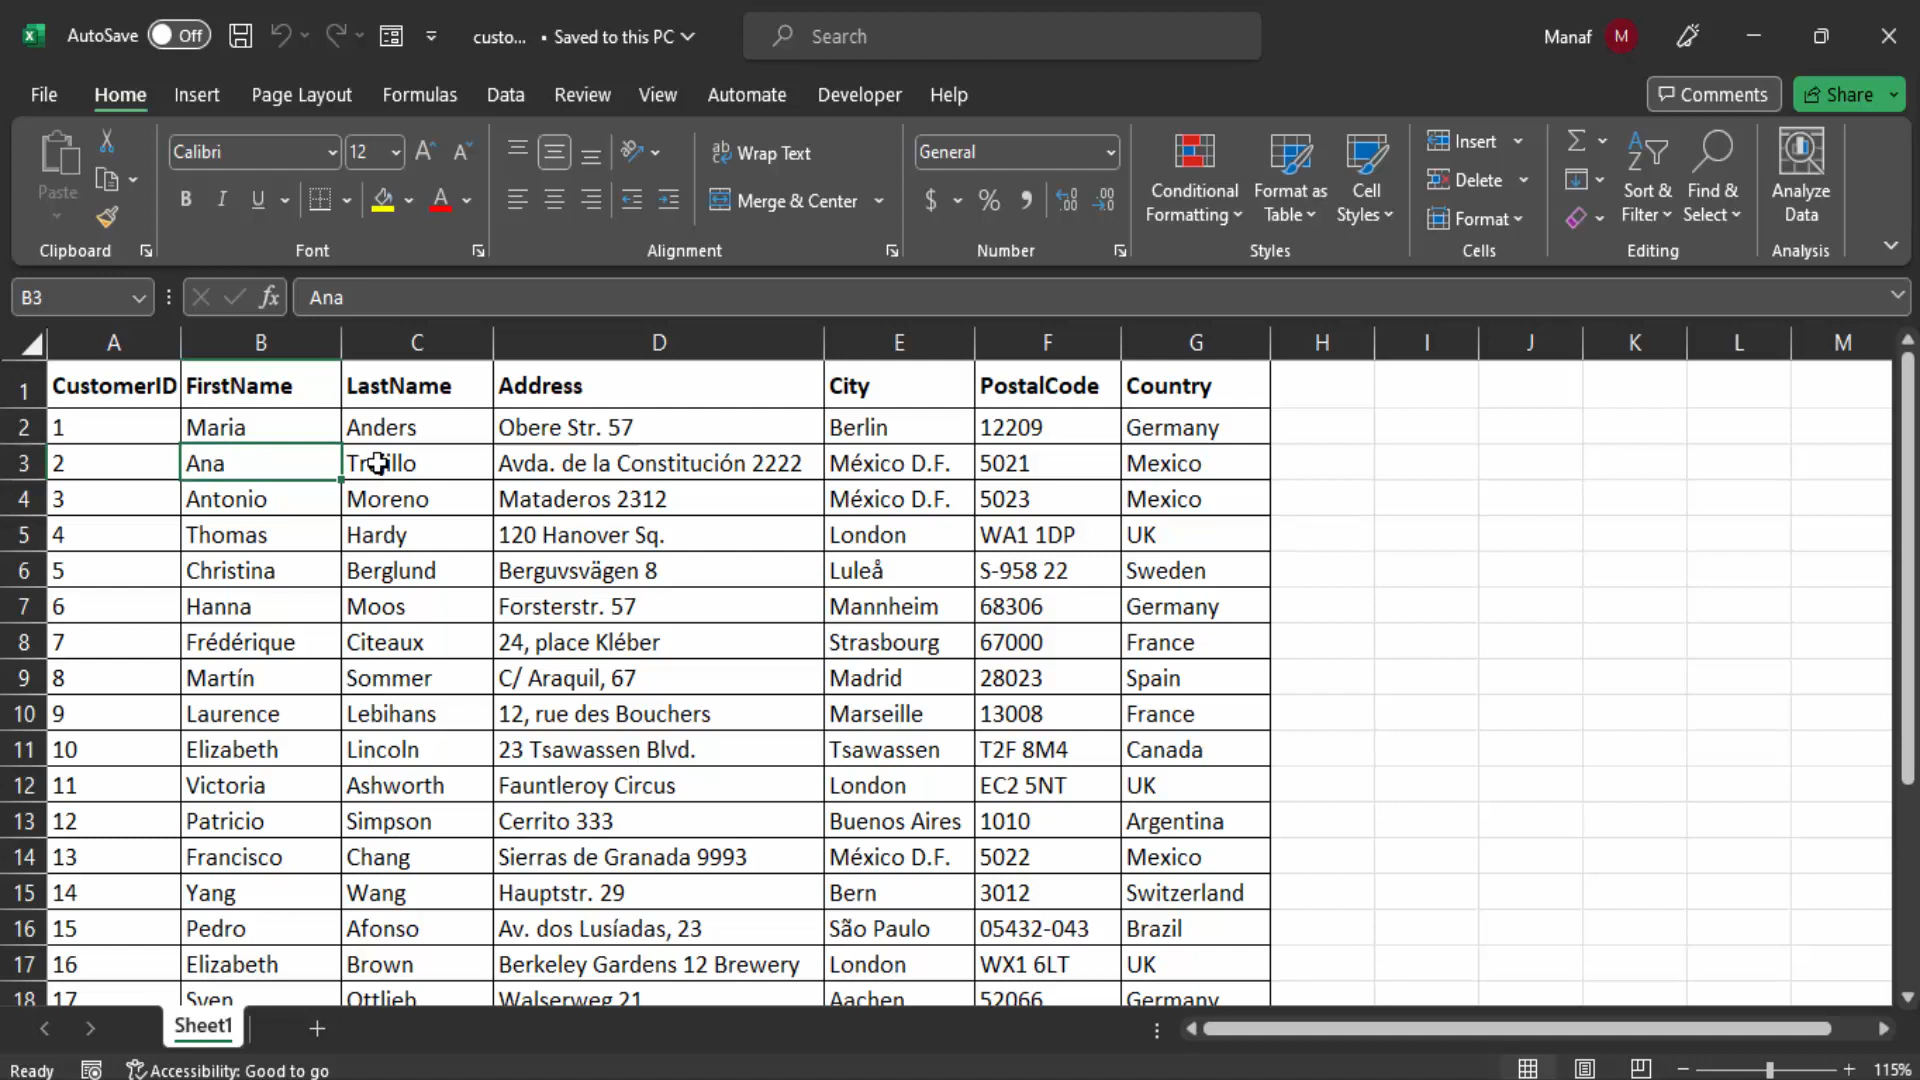 AutoSave Off custo... • Saved to this PC Search Manaf M
File Home Insert Page Layout Formulas Data Review View Automate Developer Help Comments Share
Paste
Clipboard
Calibri 12
B I U A
Font
Wrap Text
Merge & Center
Alignment
General
$ % ,
Number
Conditional Formatting
Format as Table
Cell Styles
Styles
Insert
Delete
Format
Cells
Sort & Filter
Find & Select
Editing
Analyze Data
Analysis
B3 fx Ana
A B C D E F G H I J K L M
1 CustomerID FirstName LastName Address City PostalCode Country
2 1 Maria Anders Obere Str. 57 Berlin 12209 Germany
3 2 Ana Avda. de la Constitución 2222 México D.F. 5021 Mexico
4 3 Antonio Moreno Mataderos 2312 México D.F. 5023 Mexico
5 4 Thomas Hardy 120 Hanover Sq. London WA1 1DP UK
6 5 Christina Berglund Berguvsvägen 8 Luleå S-958 22 Sweden
7 6 Hanna Moos Forsterstr. 57 Mannheim 68306 Germany
8 7 Frédérique Citeaux 24, place Kléber Strasbourg 67000 France
9 8 Martín Sommer C/ Araquil, 67 Madrid 28023 Spain
10 9 Laurence Lebihans 12, rue des Bouchers Marseille 13008 France
11 10 Elizabeth Lincoln 23 Tsawassen Blvd. Tsawassen T2F 8M4 Canada
12 11 Victoria Ashworth Fauntleroy Circus London EC2 5NT UK
13 12 Patricio Simpson Cerrito 333 Buenos Aires 1010 Argentina
14 13 Francisco Chang Sierras de Granada 9993 México D.F. 5022 Mexico
15 14 Yang Wang Hauptstr. 29 Bern 3012 Switzerland
16 15 Pedro Afonso Av. dos Lusíadas, 23 São Paulo 05432-043 Brazil
17 16 Elizabeth Brown Berkeley Gardens 12 Brewery London WX1 6LT UK
18 17 Sven Ottlieb Walserweg 21 Aachen 52066 Germany
Sheet1
Ready Accessibility: Good to go 115%